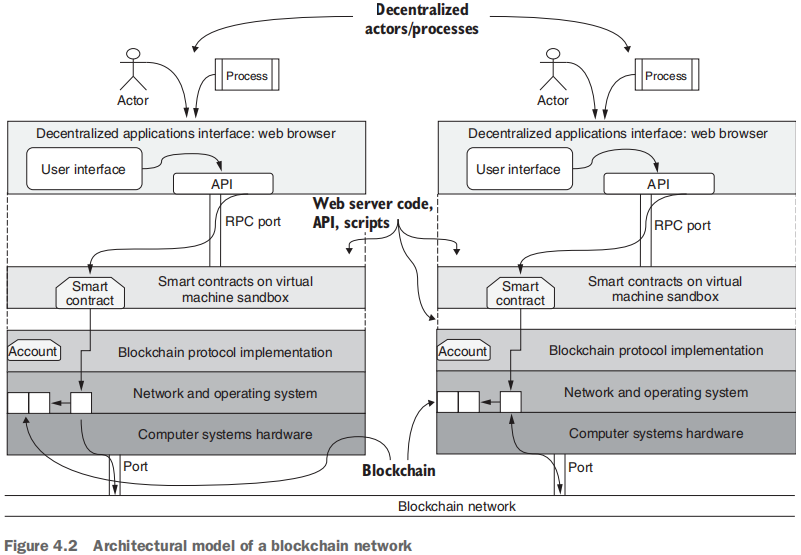 Decentralized
actors/processes
Process
Actor
Process
Actor
Decentralized applications interface: web browser
User interface
API
Decentralized applications interface: web browser
User interface
API
Web server code,
API, scripts
RPC port
RPC port
Smart
contract
Smart contracts on virtual
machine sandbox
Smart
contract
Smart contracts on virtual
machine sandbox
Account
Blockchain protocol implementation
Account
Blockchain protocol implementation
Network and operating system
Network and operating system
Computer systems hardware
Computer systems hardware
Port
Blockchain
Port
Blockchain network
Figure 4.2 Architectural model of a blockchain network